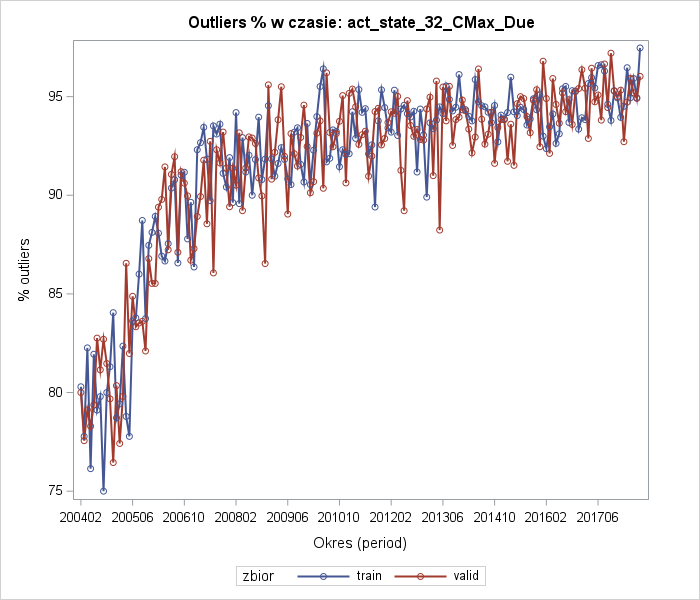 Outliers % w czasie: act_state_32_CMax_Due
% outliers
95
90
85
80
75
200402 200506 200610 200802 200906 201010 201202 201306 201410 201602 201706
Okres (period)
zbior train valid